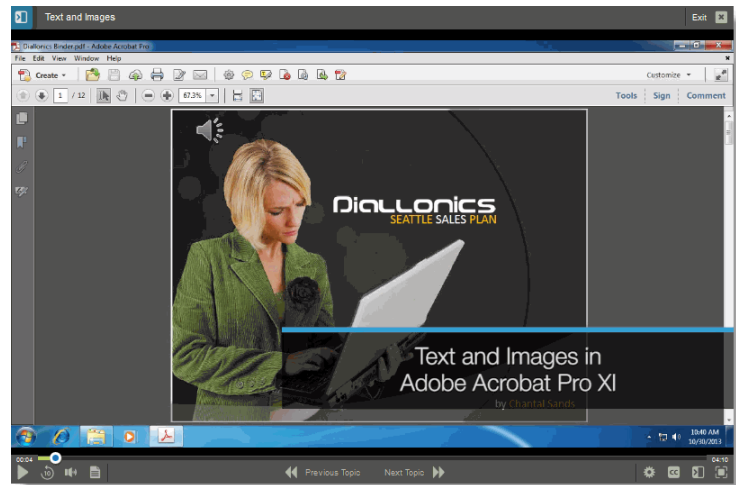 Text and Images
Exit
Diallonics Binder.pdf - Adobe Acrobat Pro
File Edit View Window Help
Create
Customize
1 / 12
67.3%
Tools Sign Comment
Diallonics
SEATTLE SALES PLAN
Text and Images in
Adobe Acrobat Pro XI
by Chantal Sands
10:40 AM
10/30/2013
00:04
04:10
10
Previous Topic
Next Topic
CC